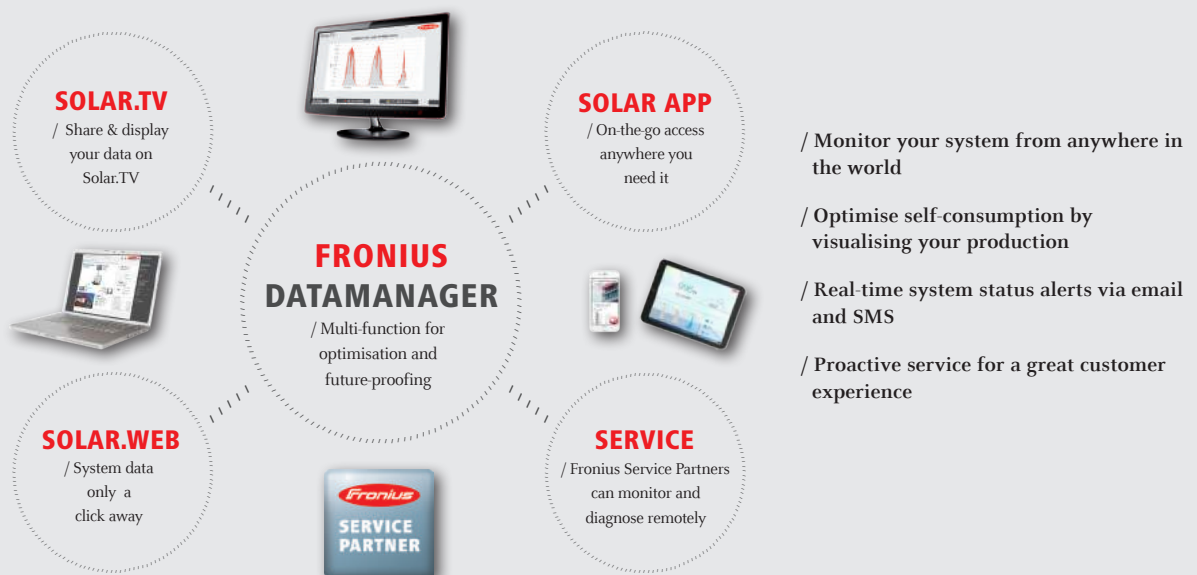 SOLAR.TV
/ Share & display
your data on
Solar.TV
SOLAR APP
/ On-the-go access
anywhere you
need it
FRONIUS
DATAMANAGER
/ Multi-function for
optimisation and
future-proofing
SOLAR.WEB
/ System data
only a
click away
SERVICE
/ Fronius Service Partners
can monitor and
diagnose remotely
Fronius
SERVICE
PARTNER
/ Monitor your system from anywhere in
the world
/ Optimise self-consumption by
visualising your production
/ Real-time system status alerts via email
and SMS
/ Proactive service for a great customer
experience